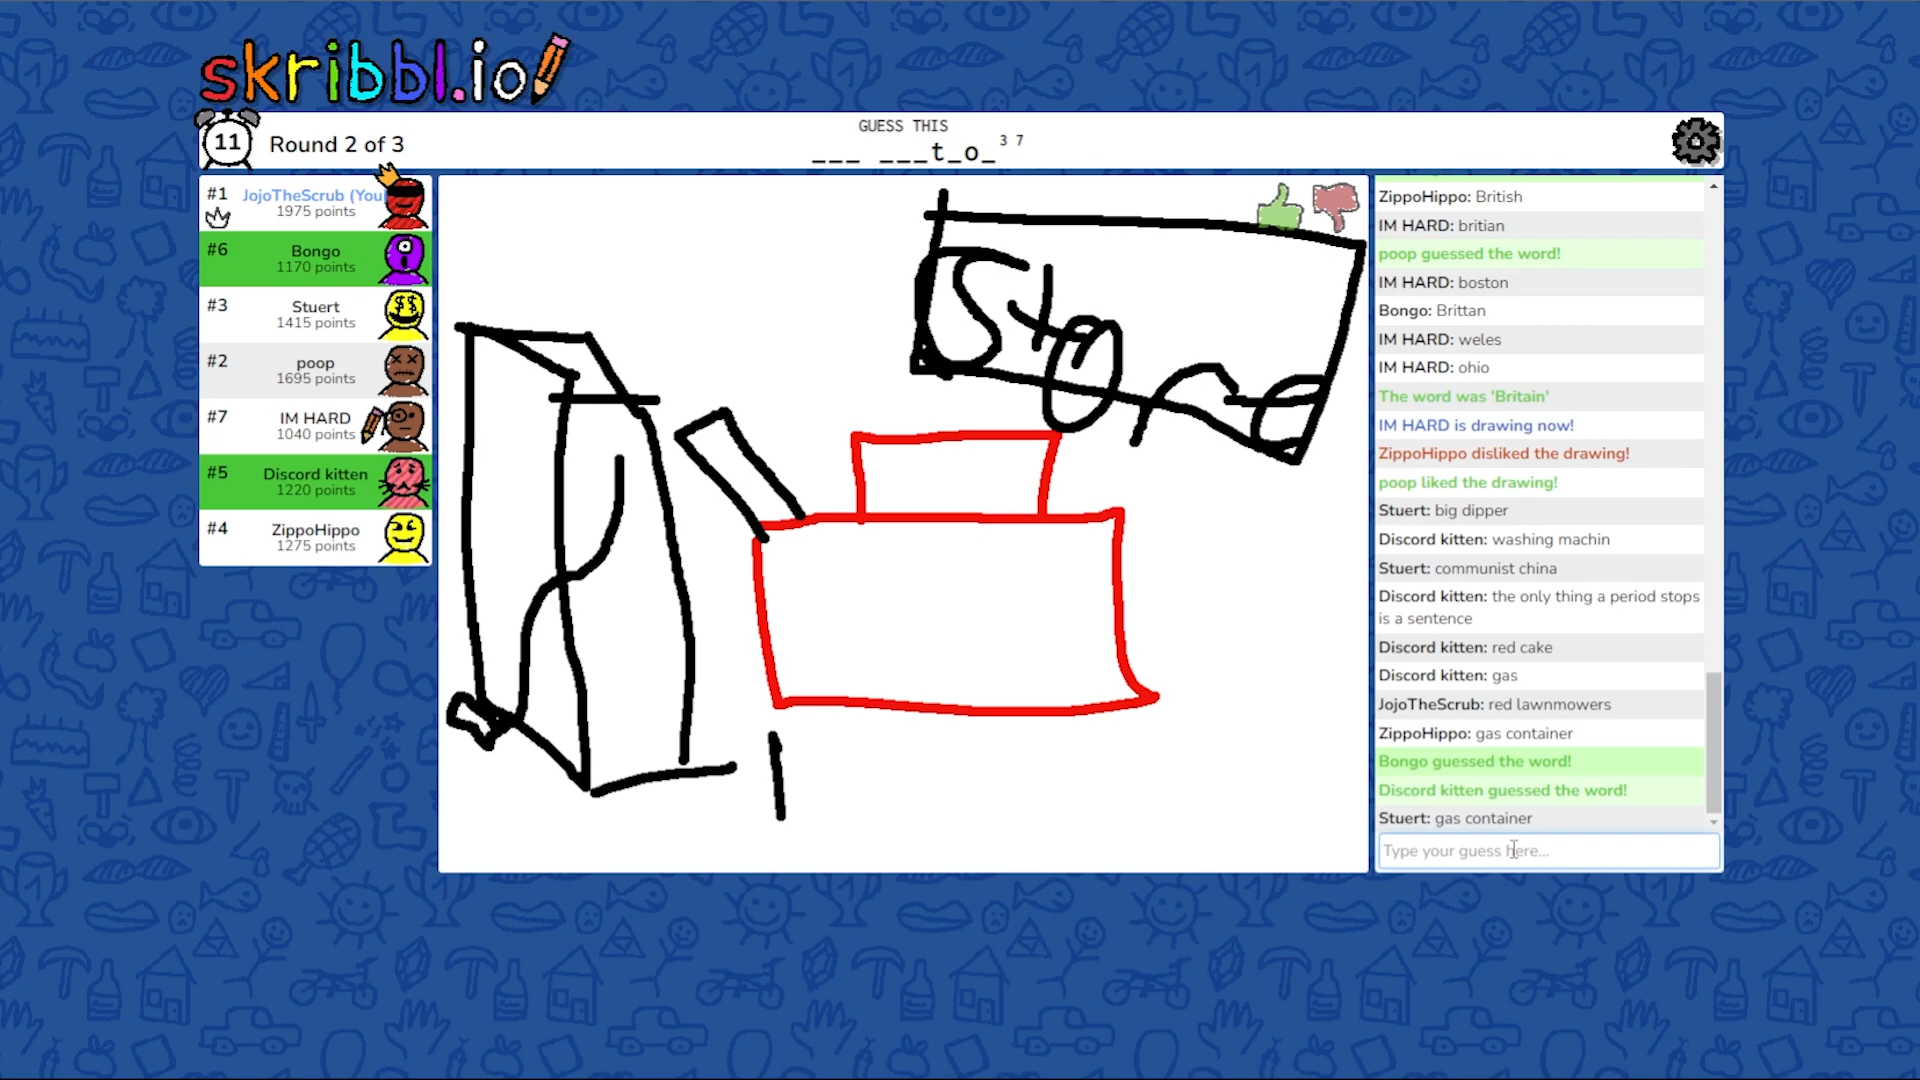 skribbl.io
11
Round 2 of 3
GUESS THIS
___ ___t_o_ 3 7
#1 JojoTheScrub (You
1975 points
#6 Bongo
1170 points
#3 Stuert
1415 points
#2 poop
1695 points
#7 IM HARD
1040 points
#5 Discord kitten
1220 points
#4 ZippoHippo
1275 points
Store
ZippoHippo: British
IM HARD: britian
poop guessed the word!
IM HARD: boston
Bongo: Brittan
IM HARD: weles
IM HARD: ohio
The word was 'Britain'
IM HARD is drawing now!
ZippoHippo disliked the drawing!
poop liked the drawing!
Stuert: big dipper
Discord kitten: washing machin
Stuert: communist china
Discord kitten: the only thing a period stops
is a sentence
Discord kitten: red cake
Discord kitten: gas
JojoTheScrub: red lawnmowers
ZippoHippo: gas container
Bongo guessed the word!
Discord kitten guessed the word!
Stuert: gas container
Type your guess here...